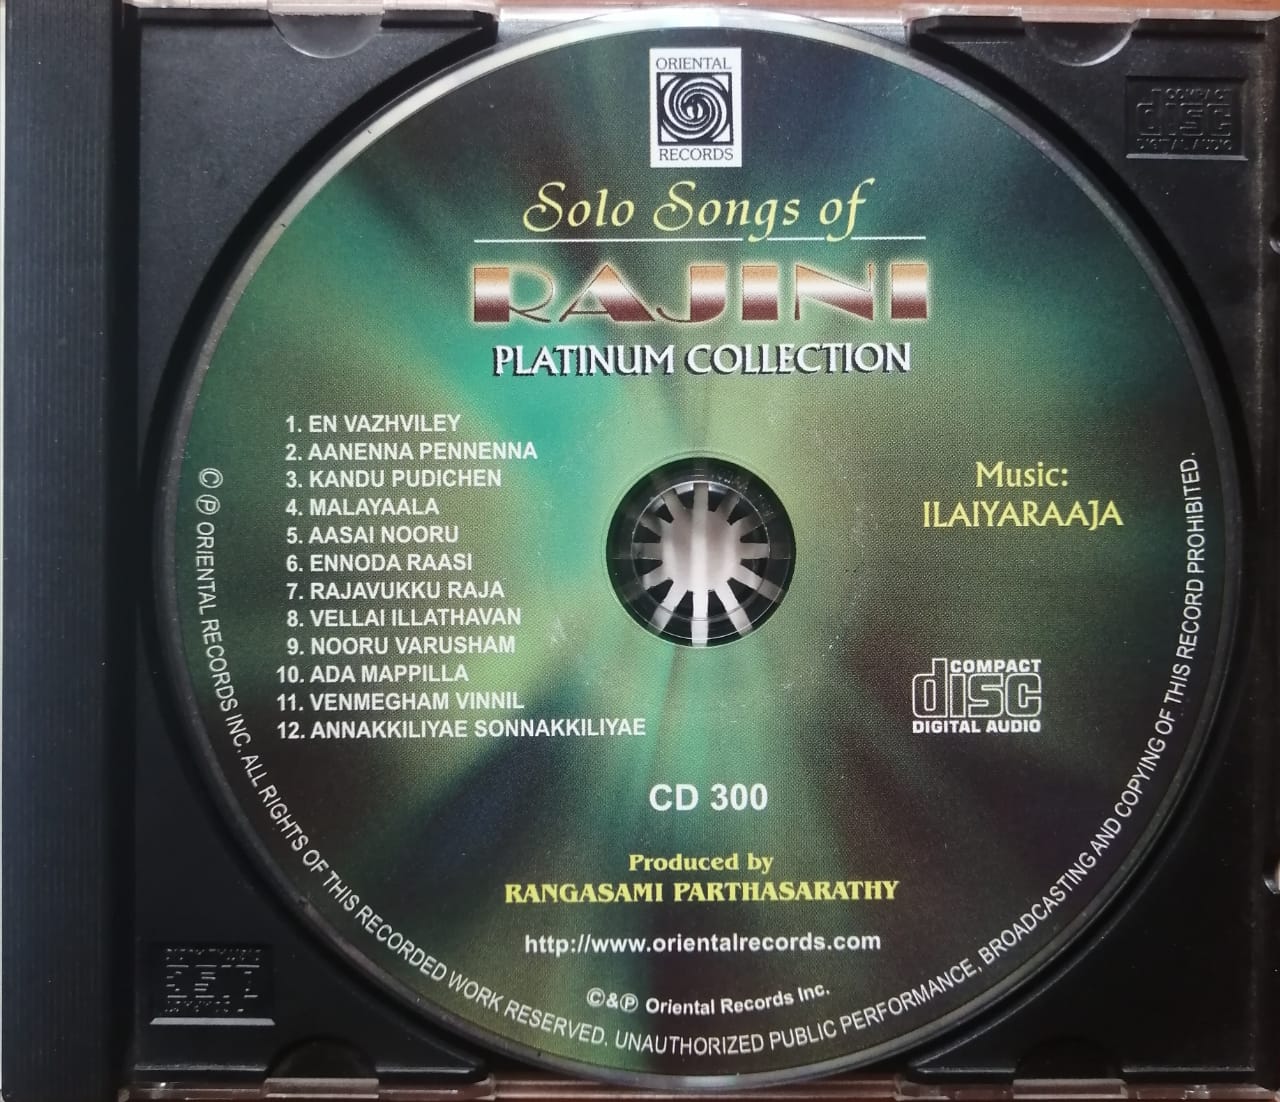 ORIENTAL
RECORDS
Solo Songs of
RAJINI
PLATINUM COLLECTION
1. EN VAZHVILEY
2. AANENNA PENNENNA
3. KANDU PUDICHEN
4. MALAYAALA
5. AASAI NOORU
6. ENNODA RAASI
7. RAJAVUKKU RAJA
8. VELLAI ILLATHAVAN
9. NOORU VARUSHAM
10. ADA MAPPILLA
11. VENMEGHAM VINNIL
12. ANNAKKILIYAE SONNAKKILIYAE
Music:
ILAIYARAAJA
COMPACT
disc
DIGITAL AUDIO
CD 300
Produced by
RANGASAMI PARTHASARATHY
http://www.orientalrecords.com
©&℗ Oriental Records Inc.
© ℗ ORIENTAL RECORDS INC. ALL RIGHTS OF THIS RECORDED WORK RESERVED. UNAUTHORIZED PUBLIC PERFORMANCE, BROADCASTING AND COPYING OF THIS RECORD PROHIBITED.
COMPACT
disc
DIGITAL AUDIO